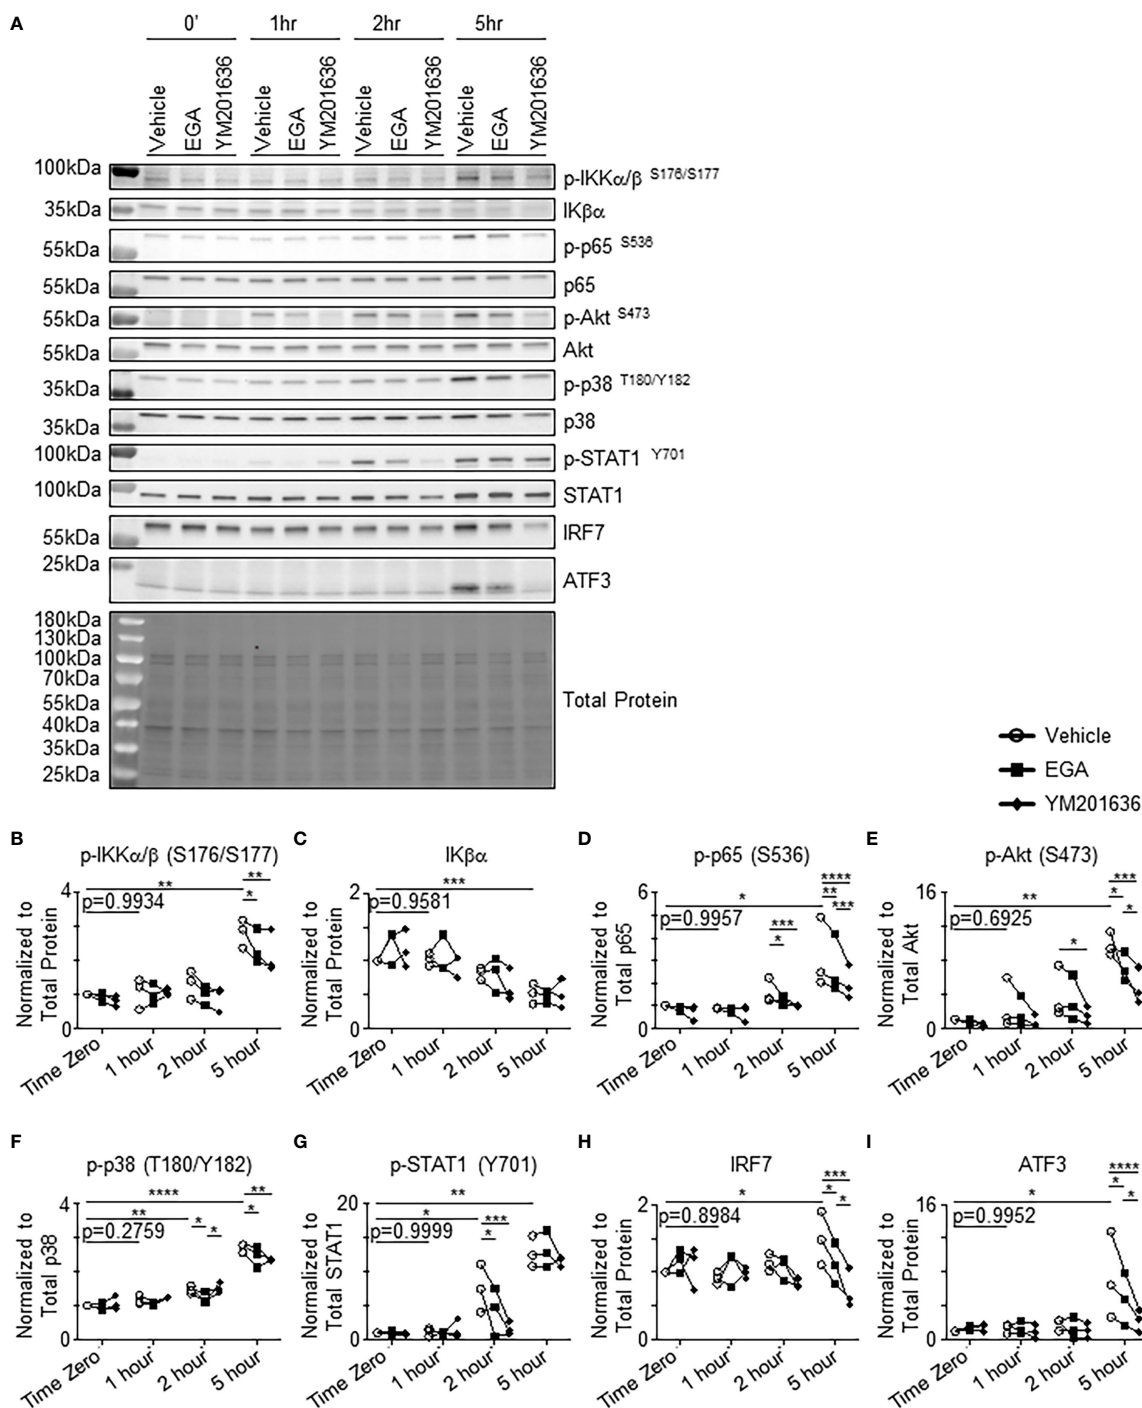 A
0' 1hr 2hr 5hr
Vehicle EGA YM201636 Vehicle EGA YM201636 Vehicle EGA YM201636 Vehicle EGA YM201636
100kDa p-IKKα/β S176/S177
35kDa IKβα
55kDa p-p65 S536
55kDa p65
55kDa p-Akt S473
55kDa Akt
35kDa p-p38 T180/Y182
35kDa p38
100kDa p-STAT1 Y701
100kDa STAT1
55kDa IRF7
25kDa ATF3
180kDa
130kDa
100kDa
70kDa
55kDa Total Protein
40kDa
35kDa
25kDa
Vehicle
EGA
YM201636
B
p-IKKα/β (S176/S177)
Normalized to
Total Protein
4
2
0
**
p=0.9934
**
*
Time Zero 1 hour 2 hour 5 hour
C
IKβα
Normalized to
Total Protein
2
1
0
***
p=0.9581
Time Zero 1 hour 2 hour 5 hour
D
p-p65 (S536)
Normalized to
Total p65
6
4
2
0
*
p=0.9957
***
*
****
**
***
Time Zero 1 hour 2 hour 5 hour
E
p-Akt (S473)
Normalized to
Total Akt
16
8
0
**
p=0.6925
*
***
*
*
Time Zero 1 hour 2 hour 5 hour
F
p-p38 (T180/Y182)
Normalized to
Total p38
4
2
0
****
**
p=0.2759
*
*
**
*
Time Zero 1 hour 2 hour 5 hour
G
p-STAT1 (Y701)
Normalized to
Total STAT1
20
10
0
**
*
p=0.9999
***
*
Time Zero 1 hour 2 hour 5 hour
H
IRF7
Normalized to
Total Protein
2
1
0
*
p=0.8984
***
*
*
Time Zero 1 hour 2 hour 5 hour
I
ATF3
Normalized to
Total Protein
16
8
0
*
p=0.9952
****
*
*
Time Zero 1 hour 2 hour 5 hour